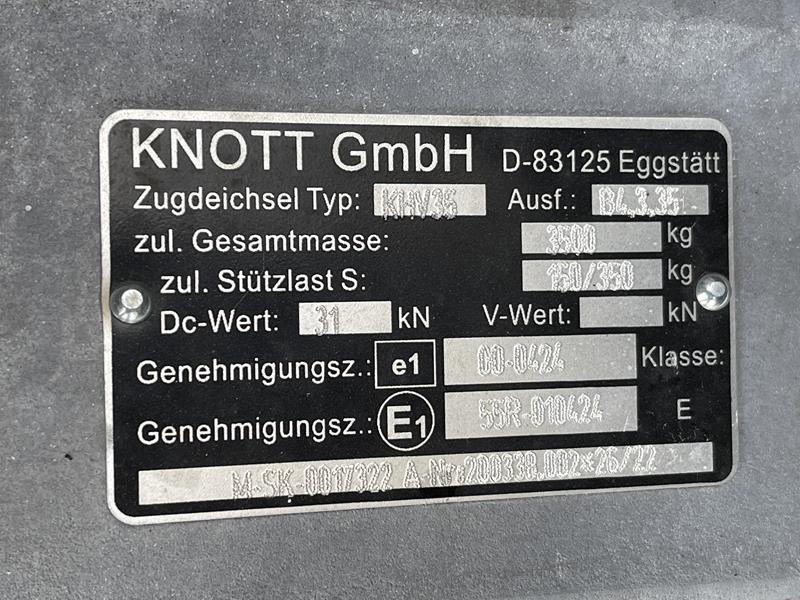 KNOTT GmbH D-83125 Eggstätt
Zugdeichsel Typ: KHV35 Ausf.: B4.3.35
zul. Gesamtmasse: 3500 kg
zul. Stützlast S: 150/350 kg
Dc-Wert: 31 kN V-Wert: kN
Genehmigungsz.: e1 00-0424 Klasse:
Genehmigungsz.: E1 55R-010424 E
M-SK-0017322 A-Nr:200338.002*26/22